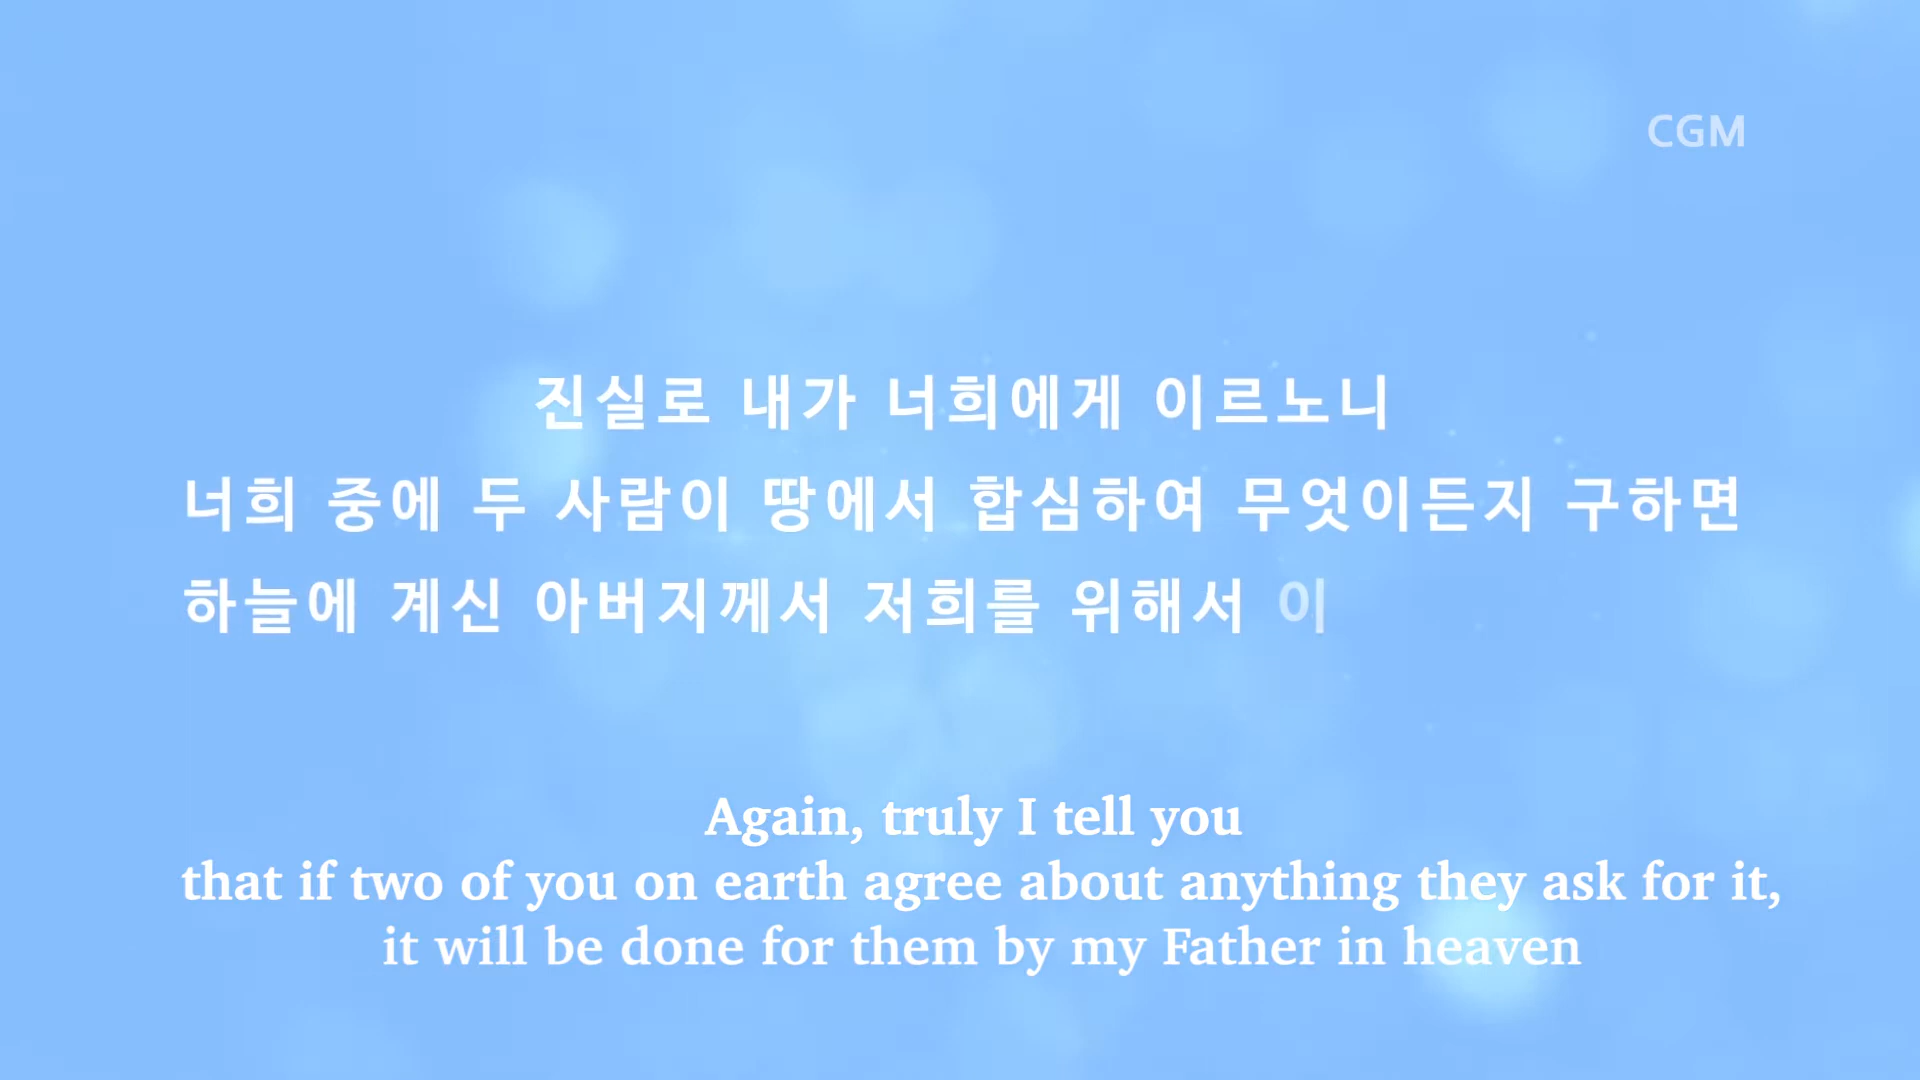 CGM
진실로 내가 너희에게 이르노니
너희 중에 두 사람이 땅에서 합심하여 무엇이든지 구하면
하늘에 계신 아버지께서 저희를 위해서 이
Again, truly I tell you
that if two of you on earth agree about anything they ask for it,
it will be done for them by my Father in heaven